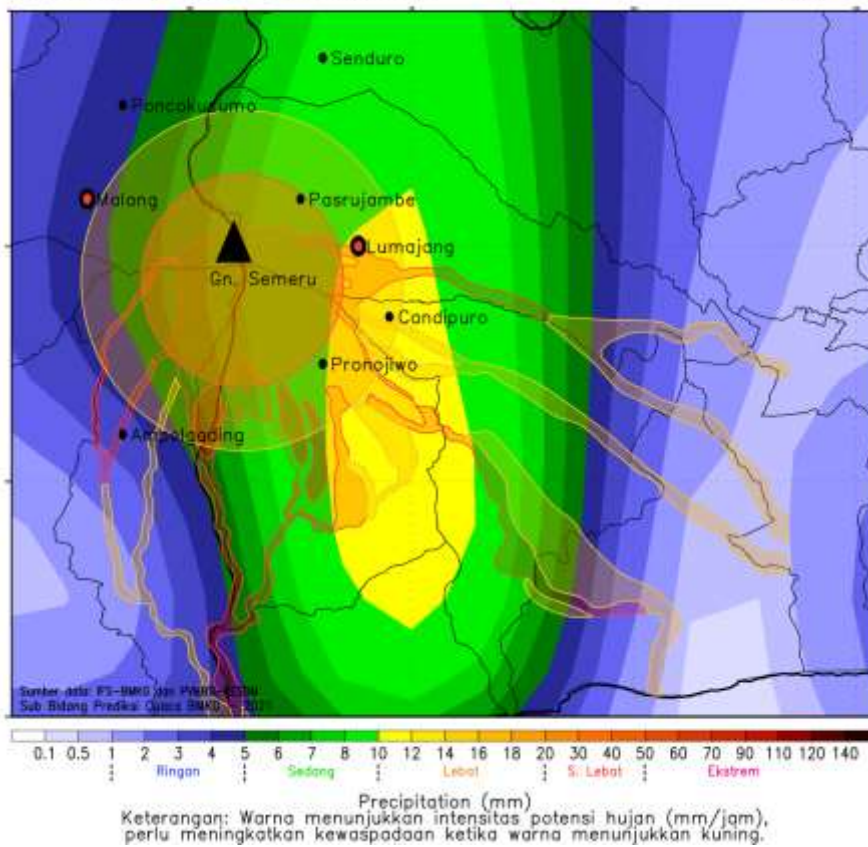 Senduro
Poncokusumo
Malang
Pasrujambe
Lumajang
Gn. Semeru
Candipuro
Pronojiwo
Ampelgading
Sumber data: IFS-BMKG dan PVMBG-
Sub Bidang Prediksi Cuaca BMKG
0.1 0.5 1 2 3 4 5 6 7 8 10 12 14 16 18 20 30 40 50 60 70 90 110 120 140
Ringan Sedang Lebat S. Lebat Ekstrem
Precipitation (mm)
Keterangan: Warna menunjukkan intensitas potensi hujan (mm/jam),
perlu meningkatkan kewaspadaan ketika warna menunjukkan kuning.